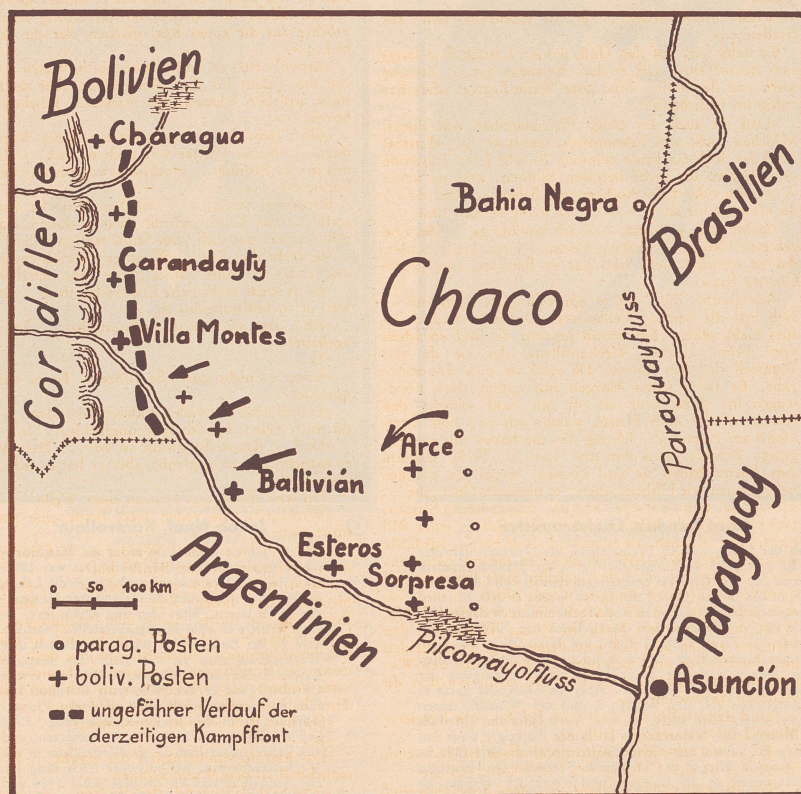 Bolivien
Charagua
Cordillere
Carandayty
Villa Montes
Bahia Negra
Brasilien
Chaco
Paraguayfluss
Arce
Ballivián
Esteros
Sorpresa
Argentinien
Pilcomayofluss
Paraguay
Asunción
0 50 100 km
parag. Posten
boliv. Posten
ungefährer Verlauf der
derzeitigen Kampffront